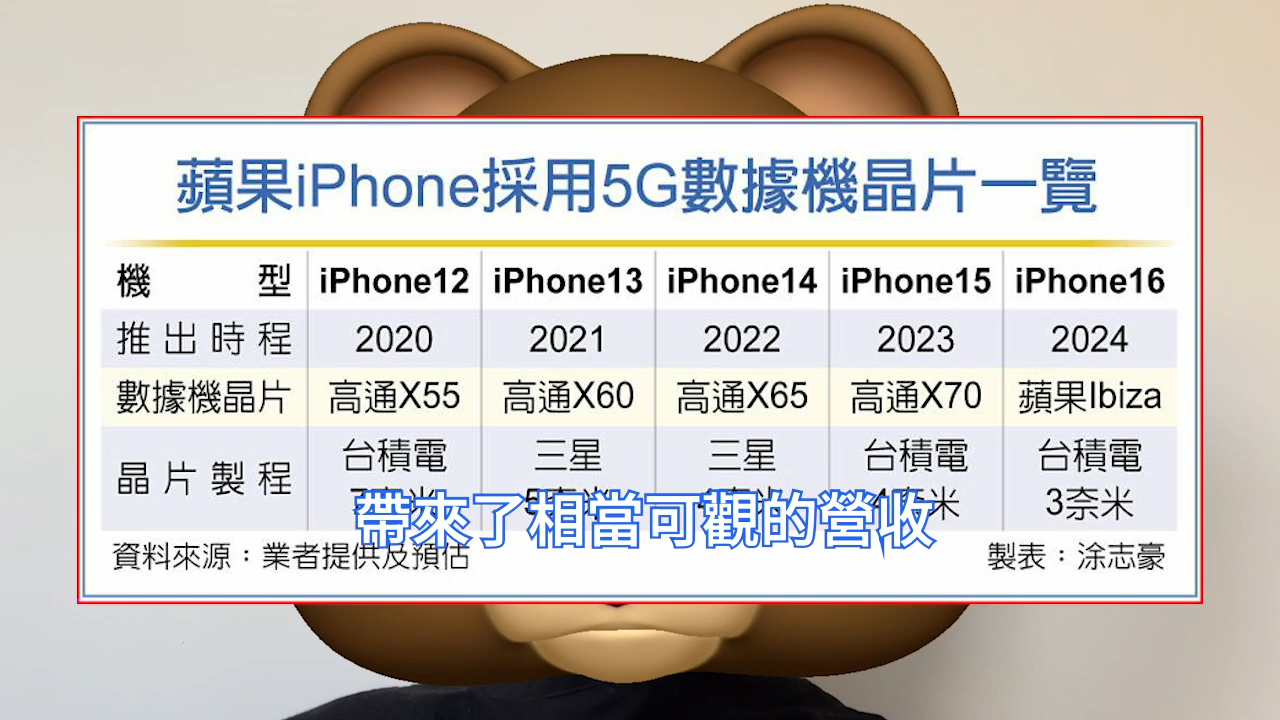 蘋果iPhone採用5G數據機晶片一覽
機型 iPhone12 iPhone13 iPhone14 iPhone15 iPhone16
推出時程 2020 2021 2022 2023 2024
數據機晶片 高通X55 高通X60 高通X65 高通X70 蘋果Ibiza
晶片製程 台積電 三星 三星 台積電 台積電
3奈米
帶來了相當可觀的營收
資料來源：業者提供及預估 製表：涂志豪